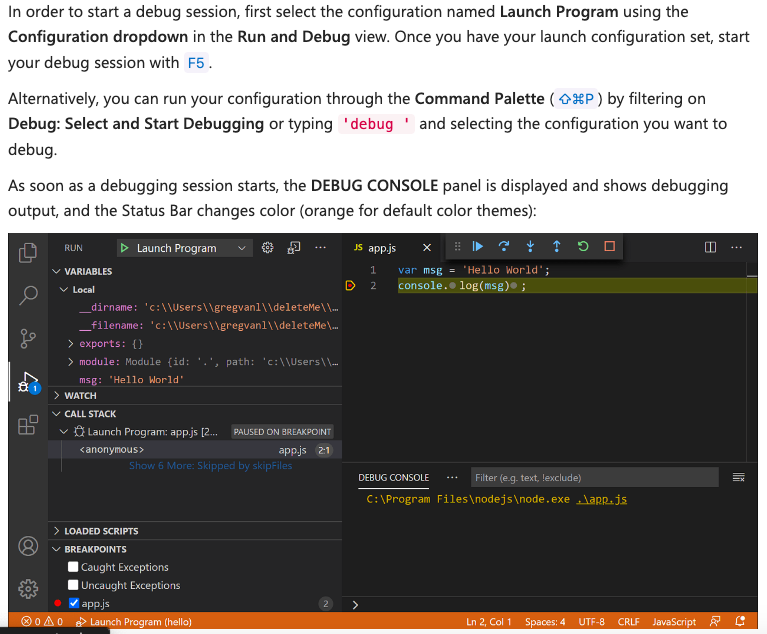 In order to start a debug session, first select the configuration named Launch Program using the
Configuration dropdown in the Run and Debug view. Once you have your launch configuration set, start
your debug session with F5 .
Alternatively, you can run your configuration through the Command Palette ( ⇧⌘P ) by filtering on
Debug: Select and Start Debugging or typing 'debug ' and selecting the configuration you want to
debug.
As soon as a debugging session starts, the DEBUG CONSOLE panel is displayed and shows debugging
output, and the Status Bar changes color (orange for default color themes):
RUN
Launch Program
VARIABLES
Local
__dirname: 'c:\\Users\\gregvanl\\deleteMe\\…
__filename: 'c:\\Users\\gregvanl\\deleteMe\…
exports: {}
module: Module {id: '.', path: 'c:\\Users\\…
msg: 'Hello World'
WATCH
CALL STACK
Launch Program: app.js [2... PAUSED ON BREAKPOINT
<anonymous> app.js 2:1
Show 6 More: Skipped by skipFiles
LOADED SCRIPTS
BREAKPOINTS
Caught Exceptions
Uncaught Exceptions
app.js 2
1
JS app.js
1 var msg = 'Hello World';
2 console. log(msg) ;
DEBUG CONSOLE ... Filter (e.g. text, !exclude)
C:\Program Files\nodejs\node.exe .\app.js
0 0 Launch Program (hello) Ln 2, Col 1 Spaces: 4 UTF-8 CRLF JavaScript